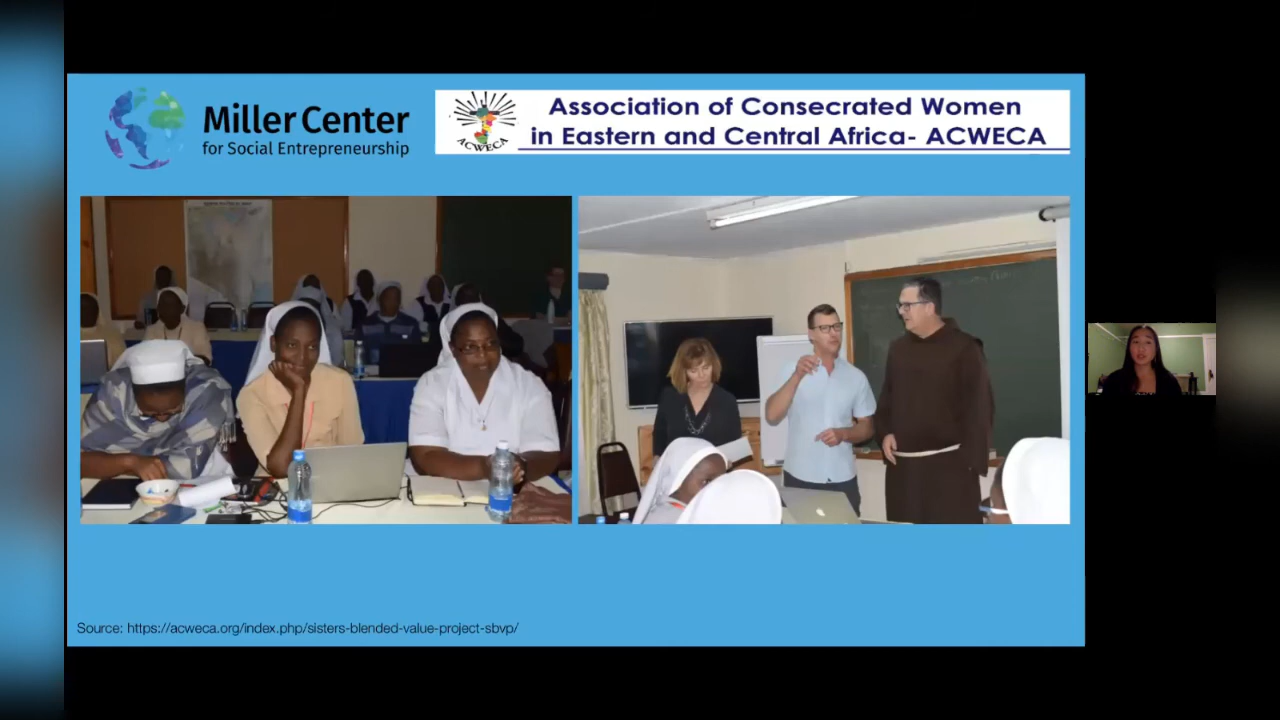 Miller Center
for Social Entrepreneurship
ACWECA
Association of Consecrated Women
in Eastern and Central Africa- ACWECA
Source: https://acweca.org/index.php/sisters-blended-value-project-sbvp/